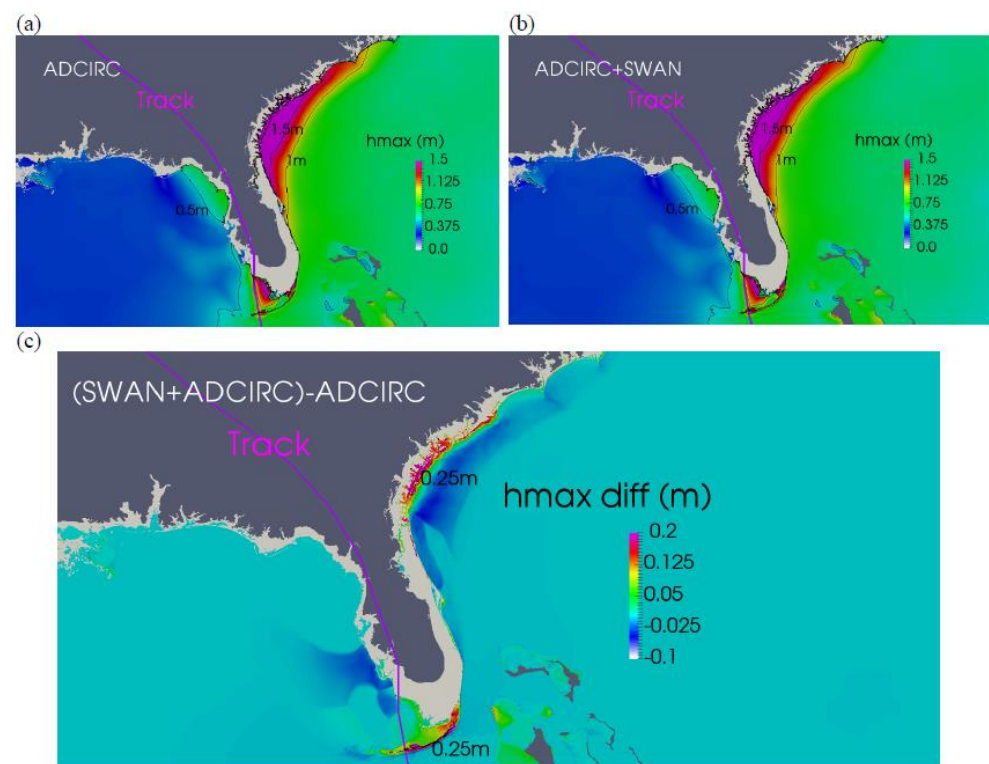 (a)
ADCIRC
Track
1.5m
1m
0.5m
hmax (m)
1.5
1.125
0.75
0.375
0.0
(b)
ADCIRC+SWAN
Track
1.5m
1m
0.5m
hmax (m)
1.5
1.125
0.75
0.375
0.0
(c)
(SWAN+ADCIRC)-ADCIRC
Track
0.25m
hmax diff (m)
0.2
0.125
0.05
-0.025
-0.1
0.25m